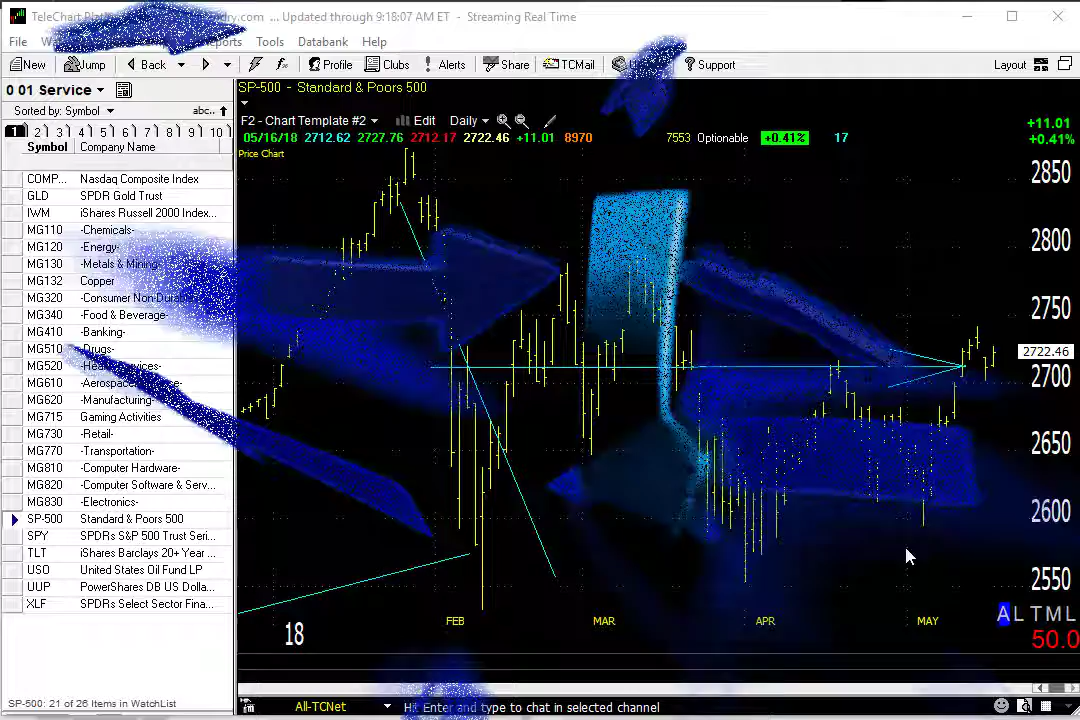 TeleChart
.com ... Updated through 9:18:07 AM ET - Streaming Real Time
File Reports Tools Databank Help
New Jump Back Profile Clubs Alerts Share TCMail Support Layout
0 01 Service
Sorted by: Symbol abc..
1 2 3 4 5 6 7 8 9 10
Symbol Company Name
COMP... Nasdaq Composite Index
GLD SPDR Gold Trust
IWM iShares Russell 2000 Index...
MG110 -Chemicals-
MG120 -Energy-
MG130 -Metals & Mining-
MG132 Copper
MG320 -Consumer Non-Durabl
MG340 -Food & Beverage-
MG410 -Banking-
MG510 -Drugs-
MG520
MG610 -Aerospace
MG620 -Manufacturing-
MG715 Gaming Activities
MG730 -Retail-
MG770 -Transportation-
MG810 -Computer Hardware-
MG820 -Computer Software & Serv...
MG830 -Electronics-
SP-500 Standard & Poors 500
SPY SPDRs S&P 500 Trust Seri...
TLT iShares Barclays 20+ Year ...
USO United States Oil Fund LP
UUP PowerShares DB US Dolla...
XLF SPDRs Select Sector Fina...
SP-500: 21 of 26 Items in WatchList
SP-500 - Standard & Poors 500
F2 - Chart Template #2 Edit Daily
05/16/18 2712.62 2727.76 2712.17 2722.46 +11.01 8970 7553 Optionable +0.41% 17
Price Chart
+11.01
+0.41%
2850
2800
2750
2722.46
2700
2650
2600
2550
A L T M L
50.0
FEB MAR APR MAY
18
All-TCNet Hit Enter and type to chat in selected channel